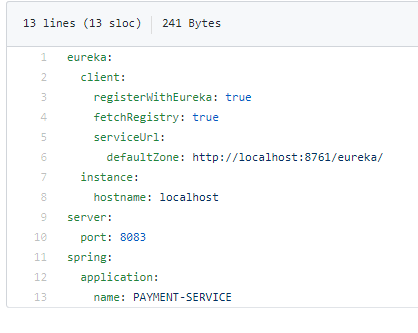 13 lines (13 sloc) 241 Bytes
1 eureka:
2   client:
3     registerWithEureka: true
4     fetchRegistry: true
5     serviceUrl:
6       defaultZone: http://localhost:8761/eureka/
7   instance:
8     hostname: localhost
9 server:
10   port: 8083
11 spring:
12   application:
13     name: PAYMENT-SERVICE